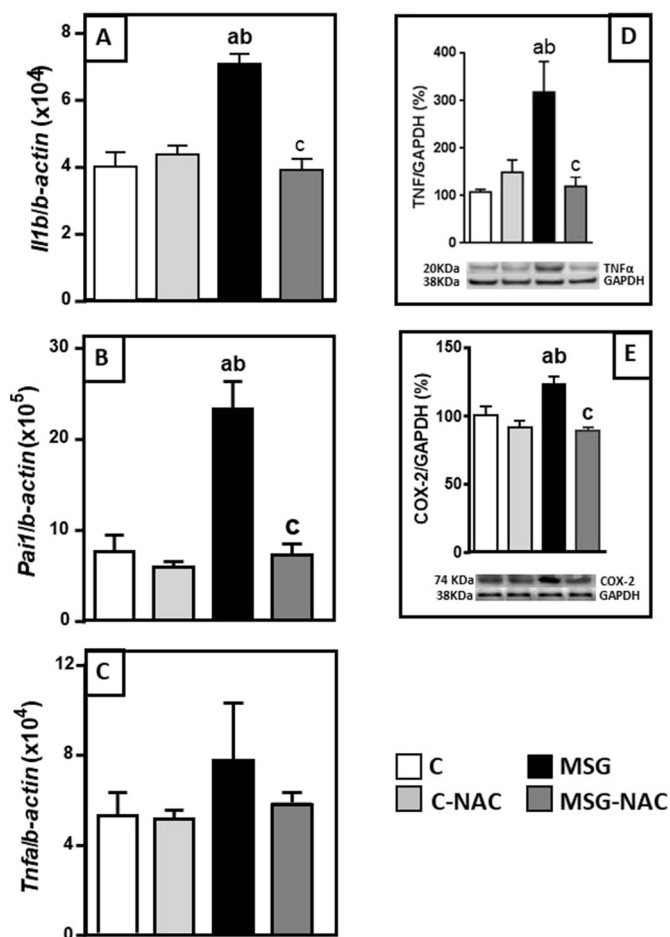 A
Il1b/b-actin (x10⁴)
8
6
4
2
0
ab
c
B
Pai1/b-actin (x10⁵)
30
20
10
0
ab
c
C
Tnfa/b-actin (x10⁴)
12
8
4
0
D
TNF/GAPDH (%)
400
300
200
100
0
ab
c
20KDa TNFα
38KDa GAPDH
E
COX-2/GAPDH (%)
150
100
50
0
ab
c
74 KDa COX-2
38KDa GAPDH
C MSG
C-NAC MSG-NAC